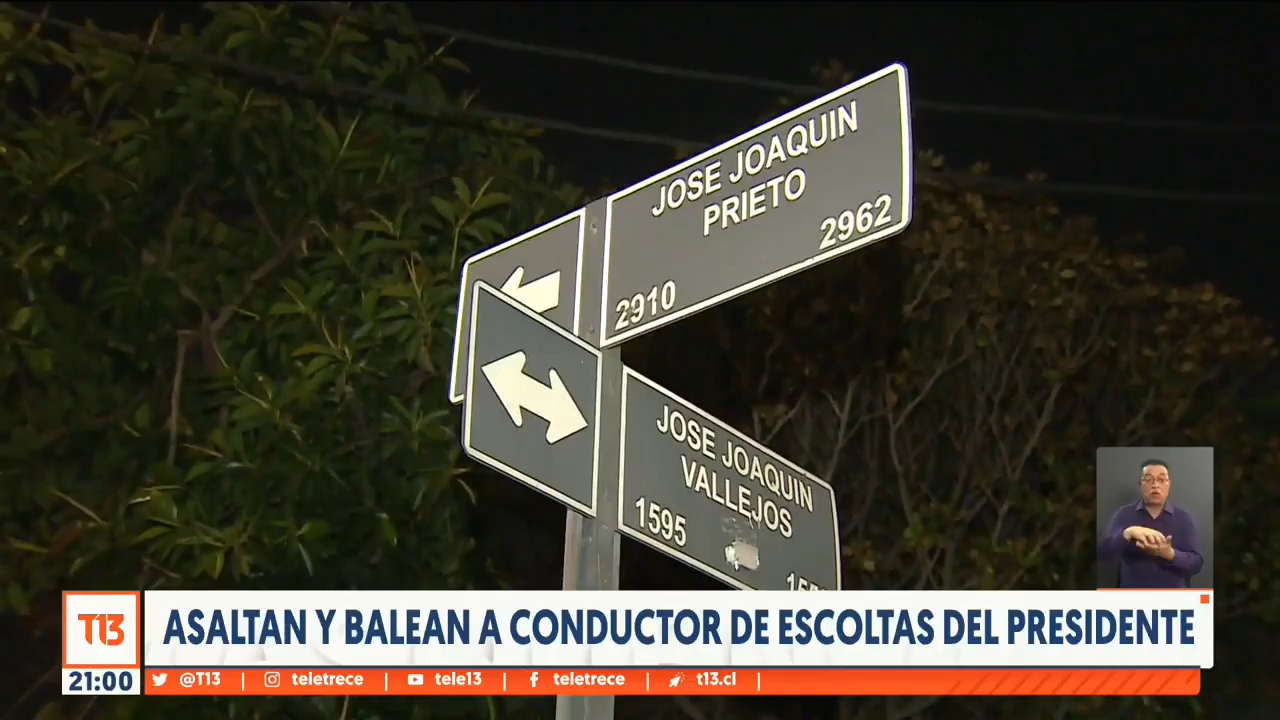 JOSE JOAQUIN
PRIETO
2910
2962
JOSE JOAQUIN
VALLEJOS
1595
T13
ASALTAN Y BALEAN A CONDUCTOR DE ESCOLTAS DEL PRESIDENTE
21:00
@T13 | teletrece | tele13 | teletrece | t13.cl |